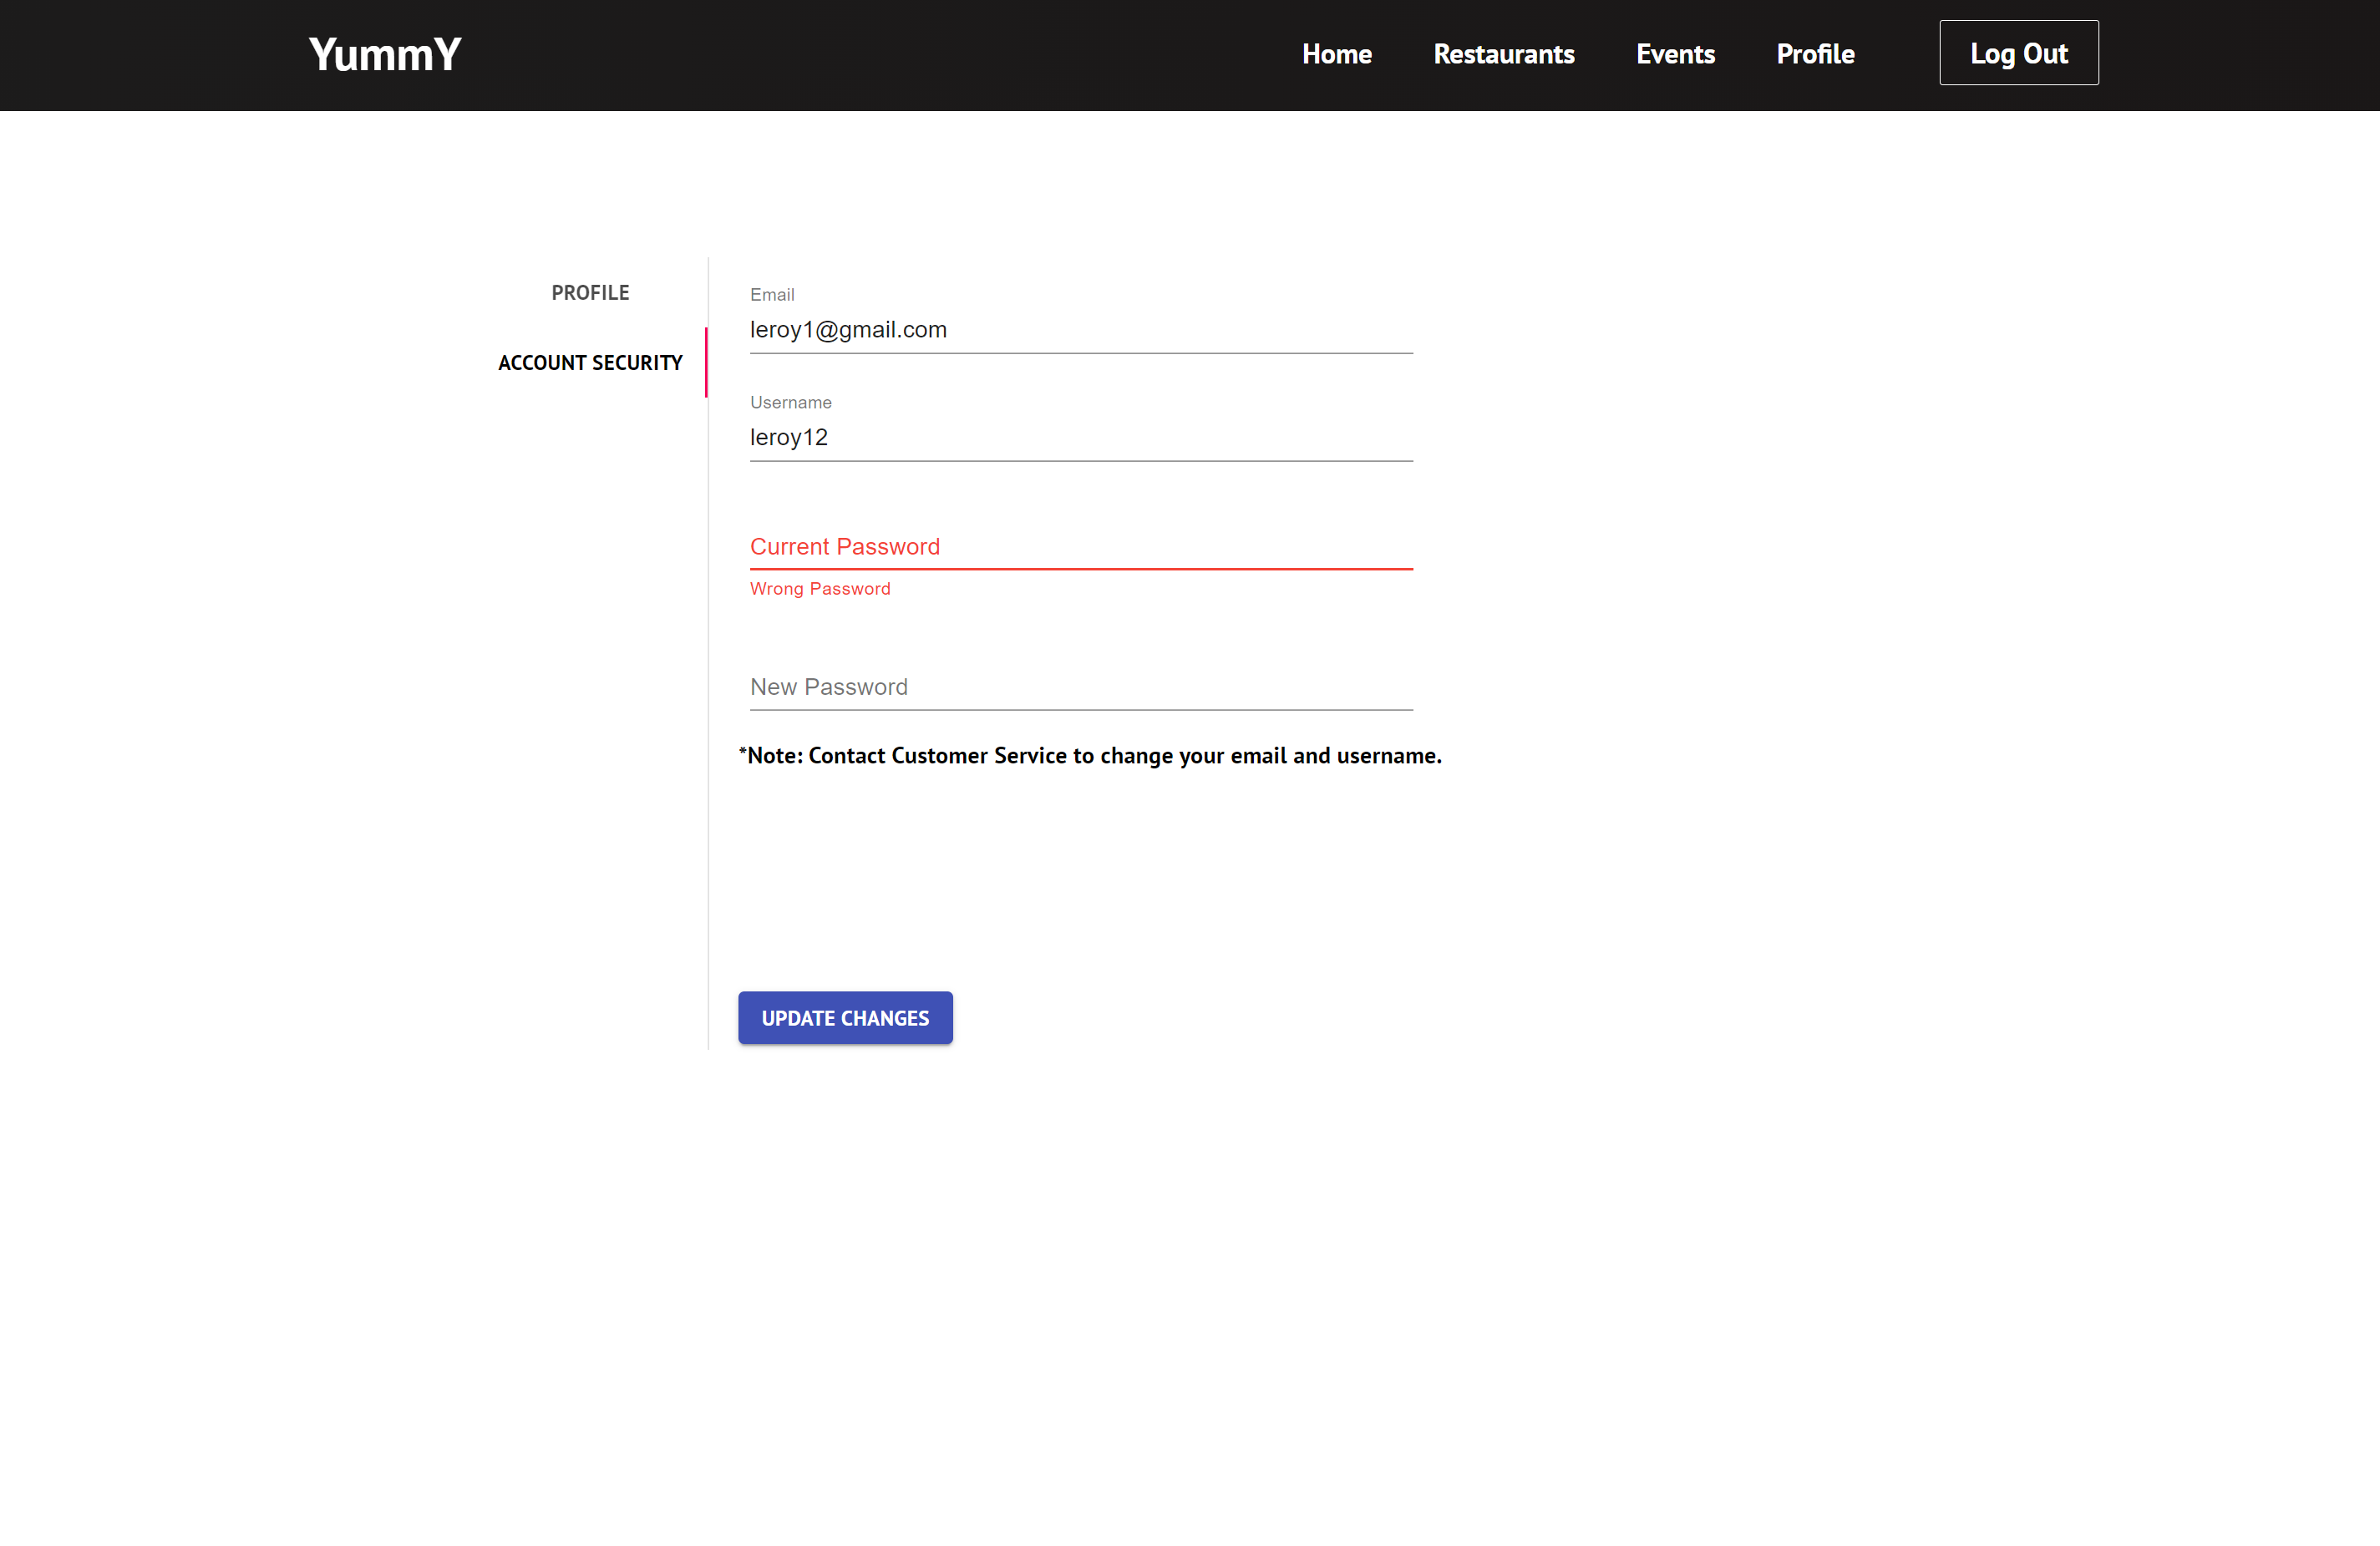 YummY
Home Restaurants Events Profile Log Out
PROFILE
ACCOUNT SECURITY
Email
leroy1@gmail.com
Username
leroy12
Current Password
Wrong Password
New Password
*Note: Contact Customer Service to change your email and username.
UPDATE CHANGES